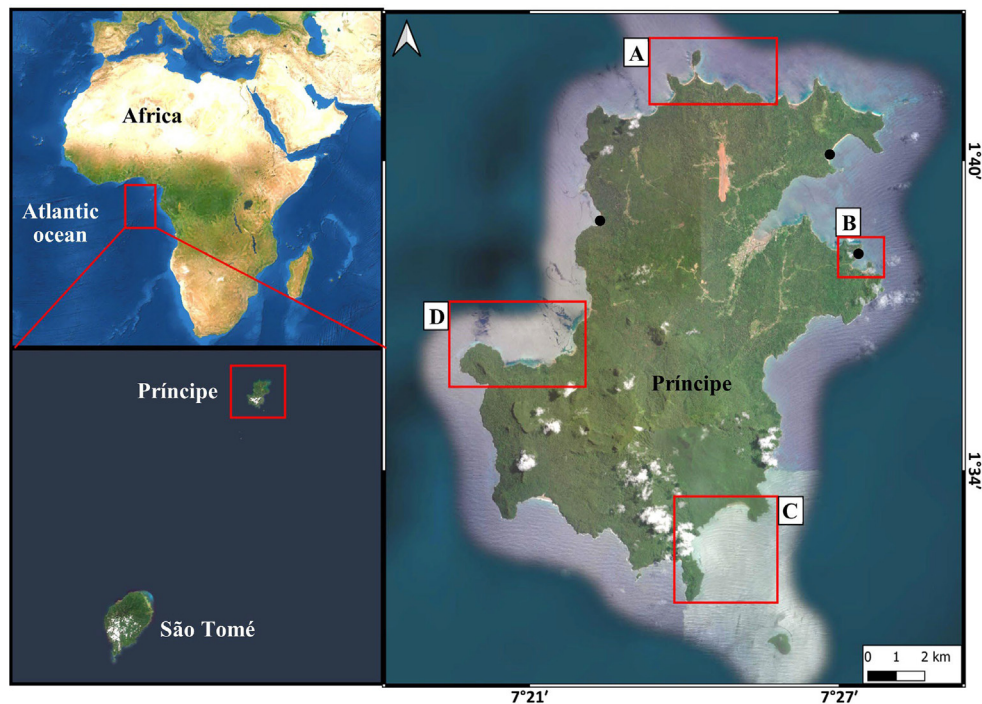 Africa
Atlantic
ocean
Príncipe
São Tomé
A
B
D
Príncipe
C
1°40′
1°34′
0 1 2 km
7°21′
7°27′